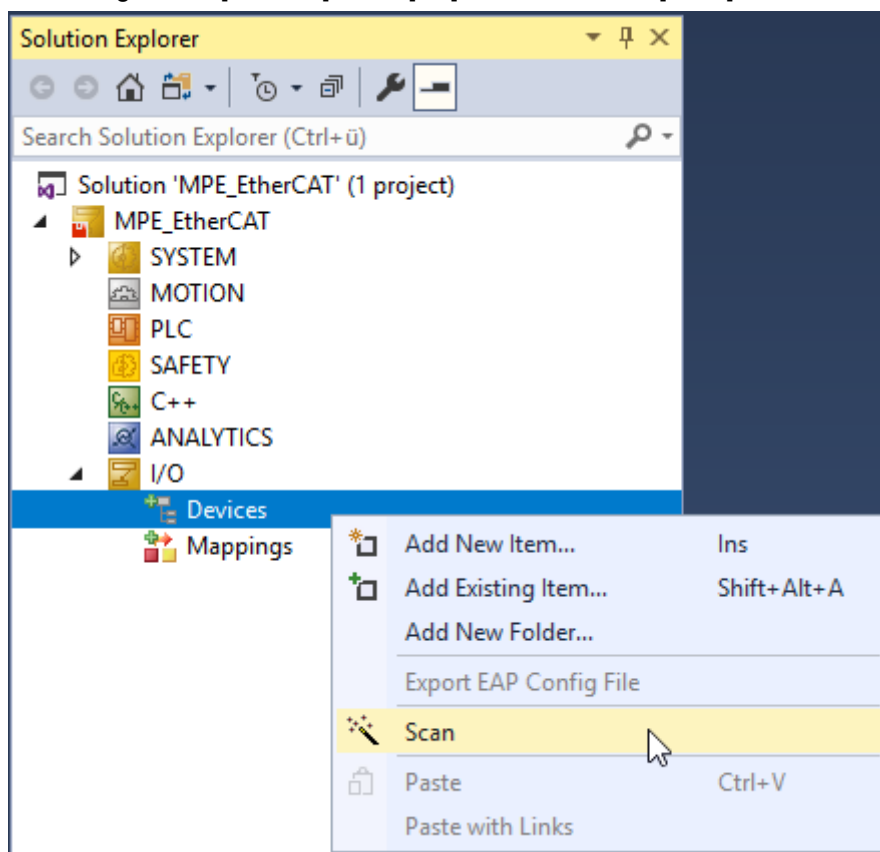 Solution Explorer
Search Solution Explorer (Ctrl+ü)
Solution 'MPE_EtherCAT' (1 project)
MPE_EtherCAT
SYSTEM
MOTION
PLC
SAFETY
C++
ANALYTICS
I/O
Devices
Mappings
Add New Item... Ins
Add Existing Item... Shift+Alt+A
Add New Folder...
Export EAP Config File
Scan
Paste Ctrl+V
Paste with Links